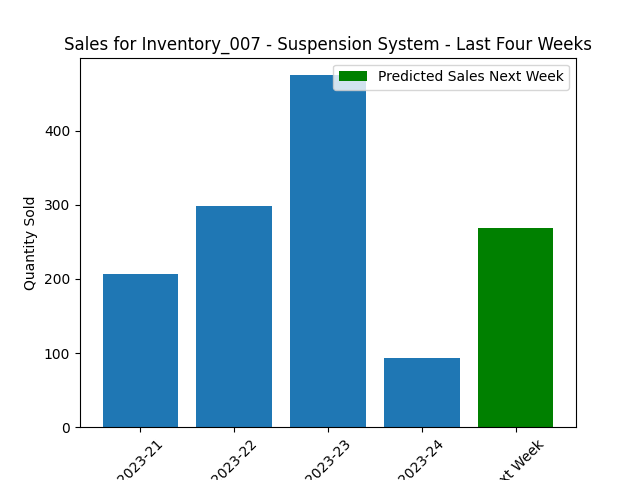 Sales for Inventory_007 - Suspension System - Last Four Weeks
Predicted Sales Next Week
Quantity Sold
400
300
200
100
0
2023-21
2023-22
2023-23
2023-24
Week